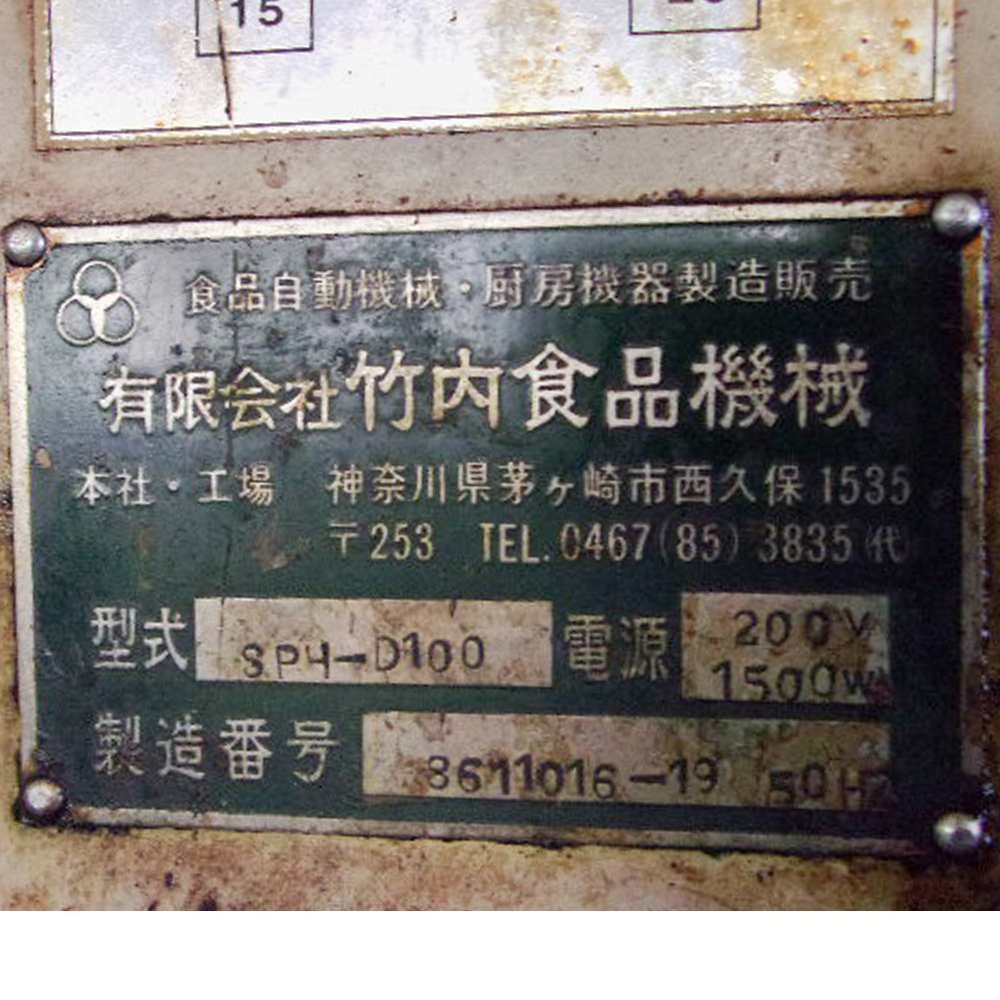 15
食品自動機械・厨房機器製造販売
有限会社竹内食品機械
本社・工場 神奈川県茅ヶ崎市西久保1535
〒253 TEL.0467(85)3835(代)
型式 SPH-D100 電源 200V
1500W
製造番号 8611016-19 50HZ